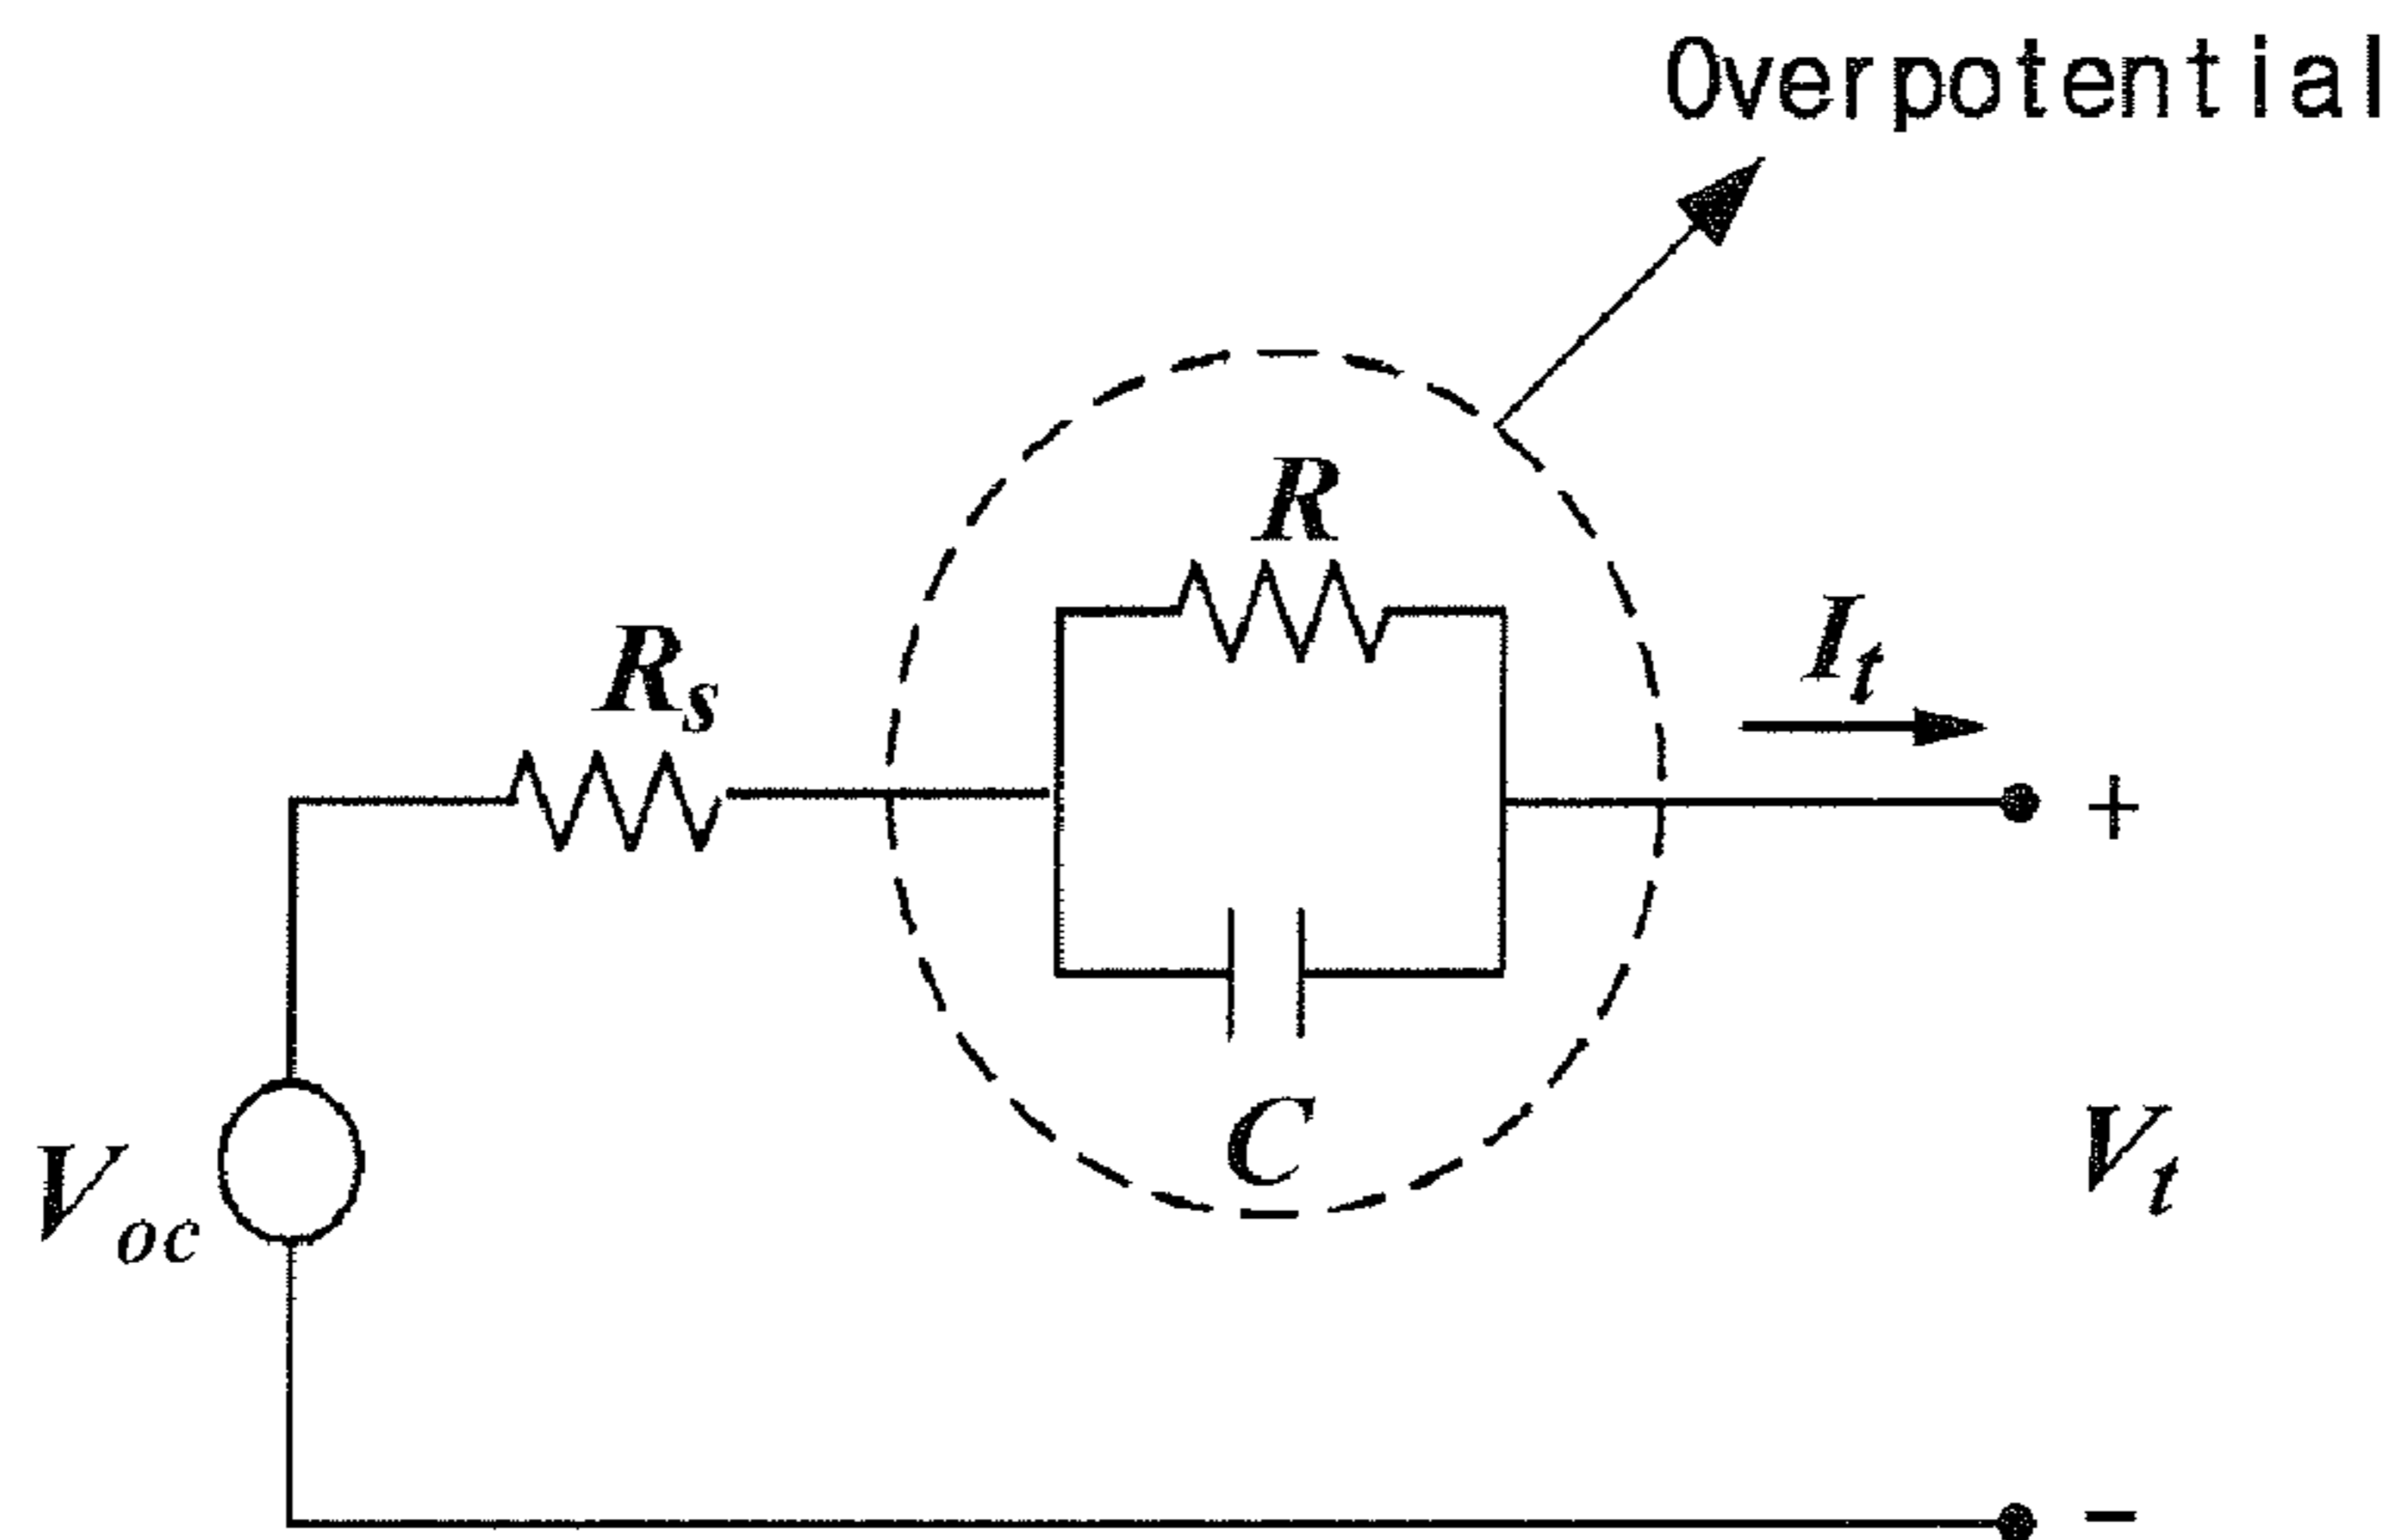 Overpotential
R
Rs
It
+
C
Voc
Vt
−